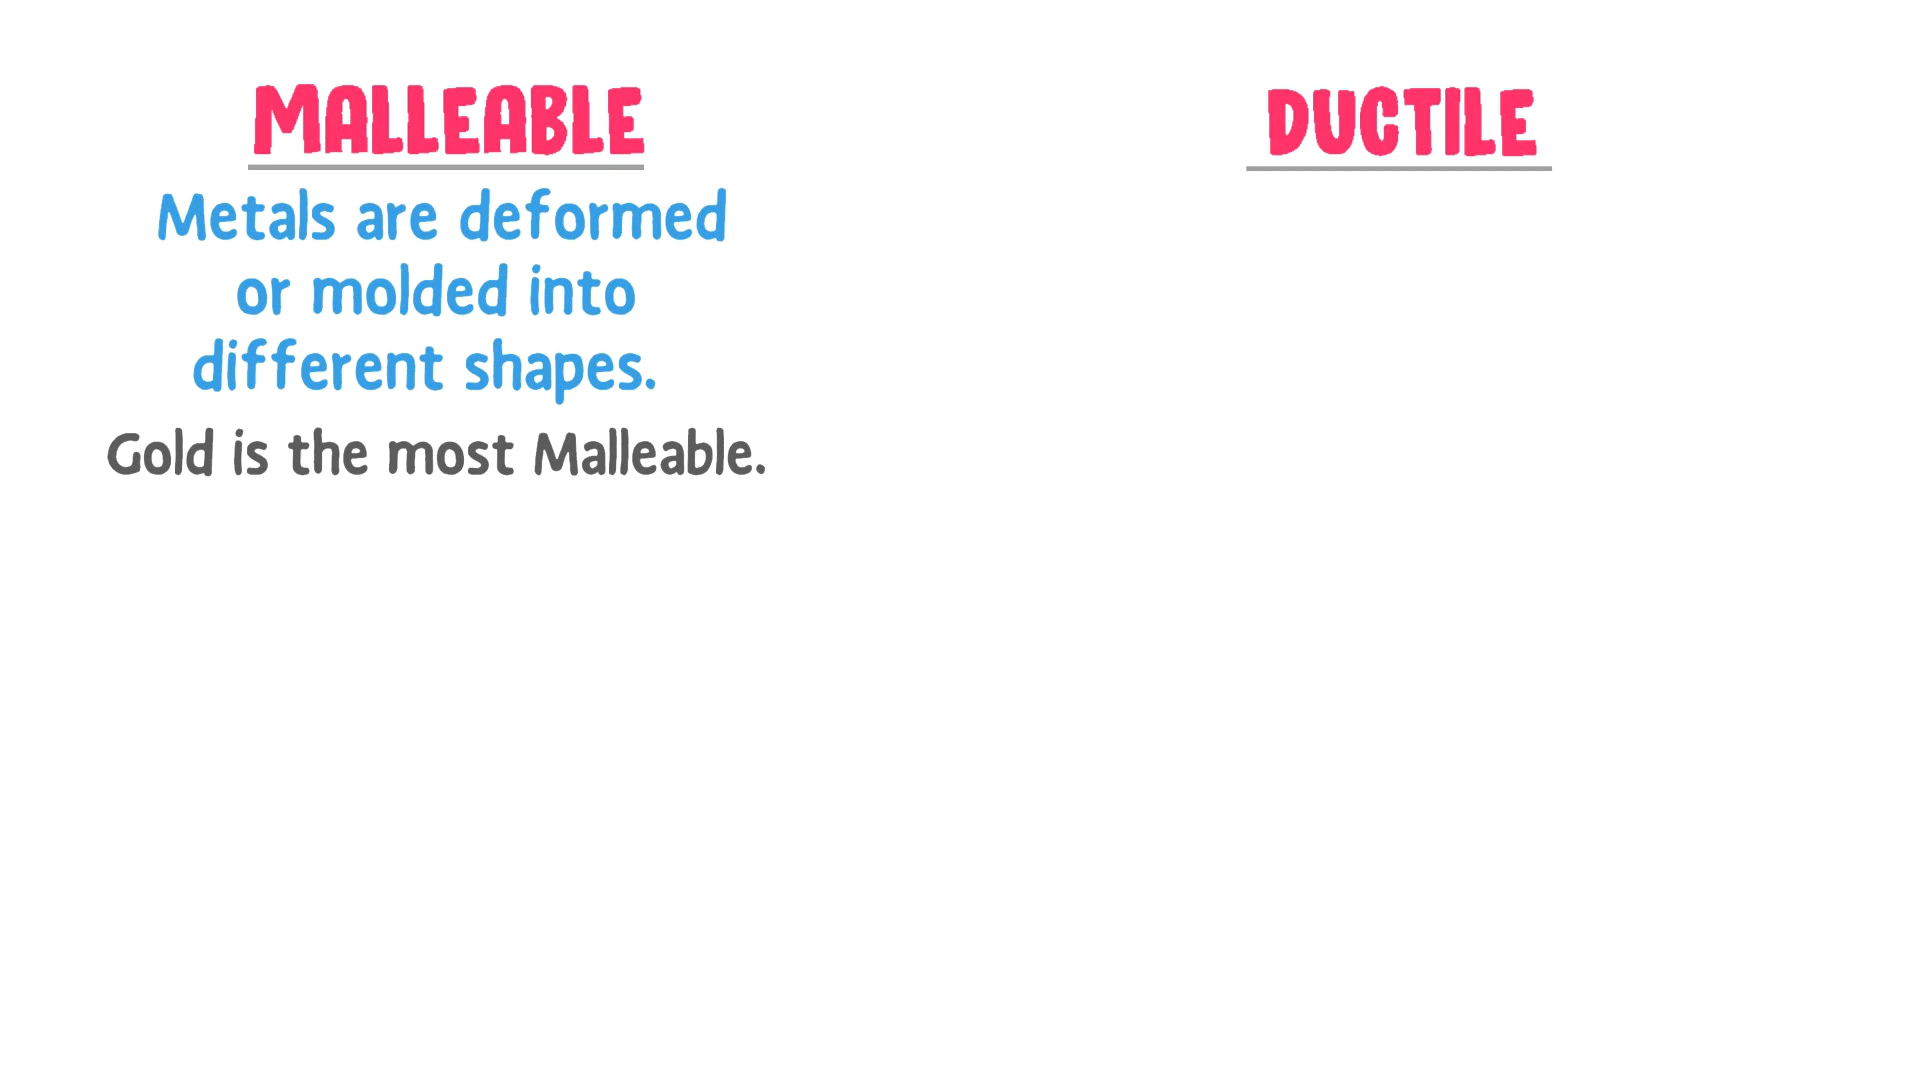 MALLEABLE
Metals are deformed
or molded into
different shapes.
Gold is the most Malleable.
DUCTILE